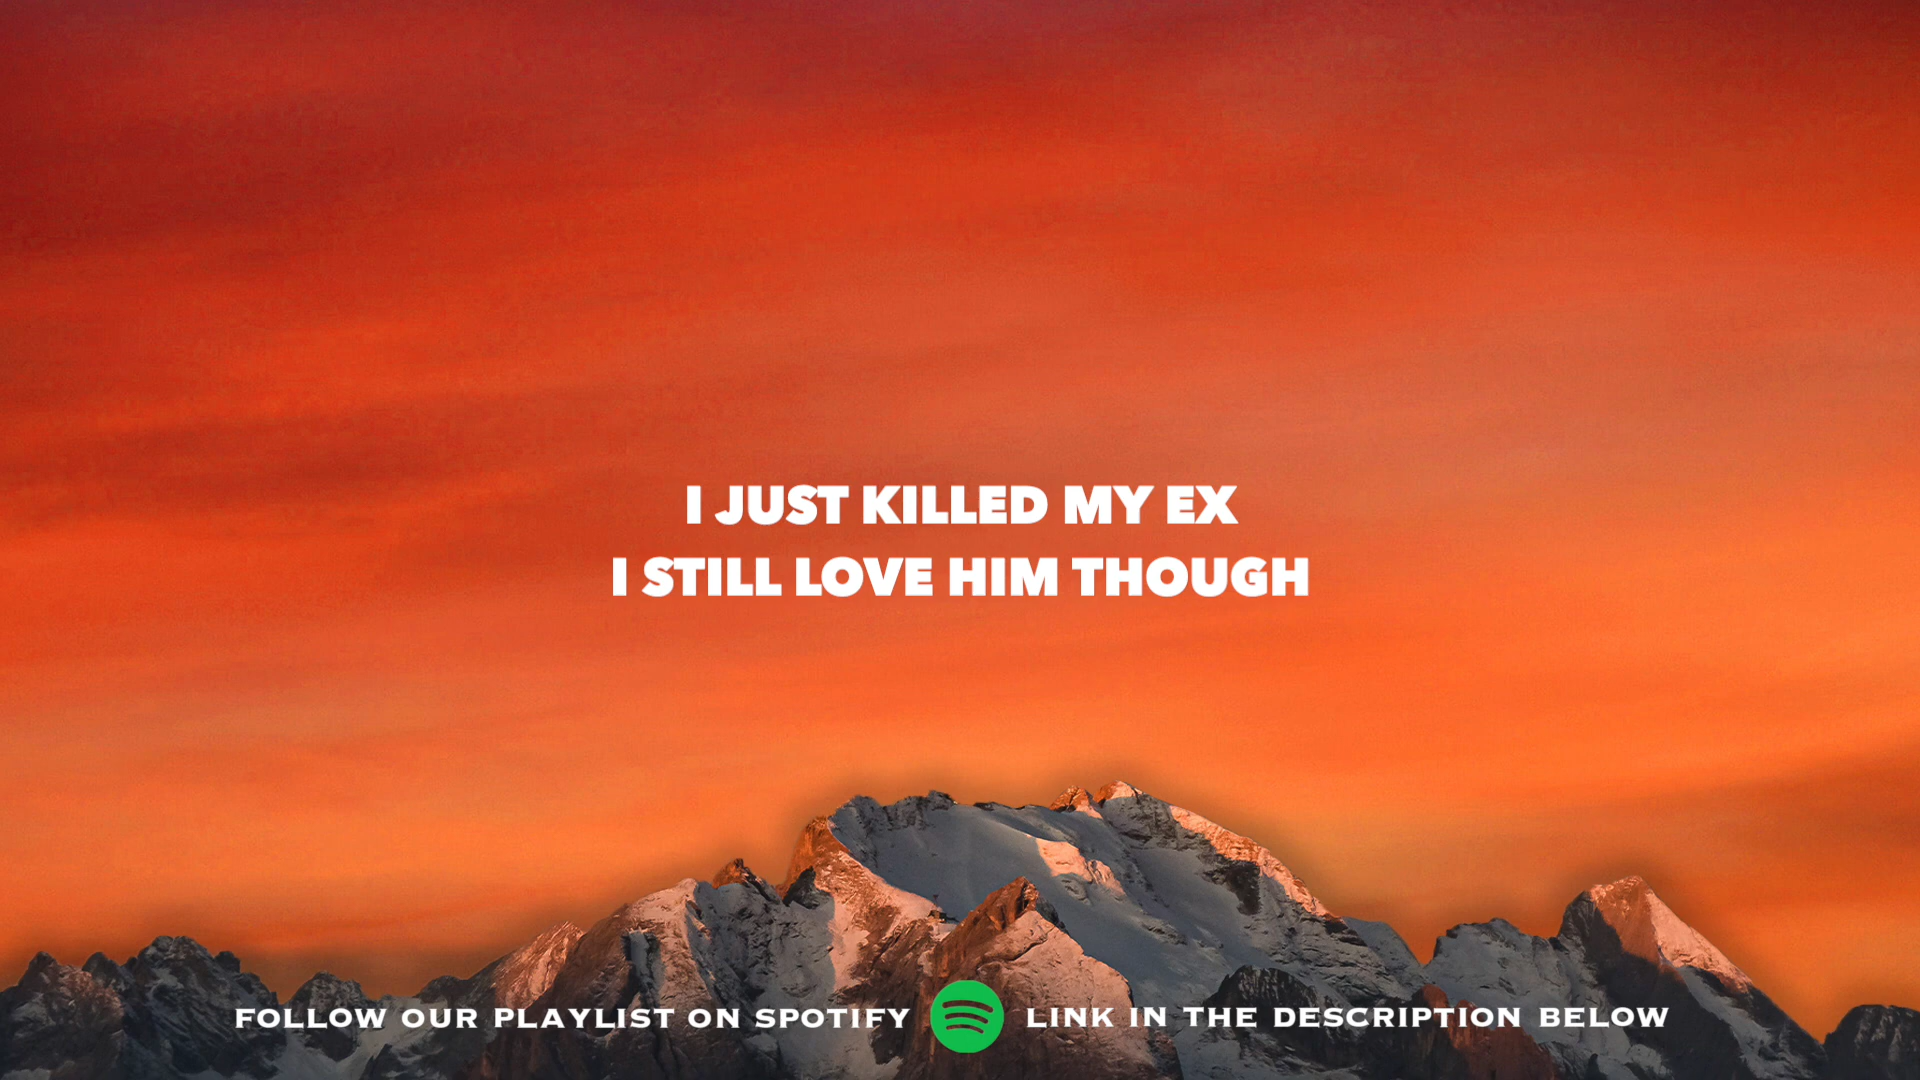 I JUST KILLED MY EX
I STILL LOVE HIM THOUGH
FOLLOW OUR PLAYLIST ON SPOTIFY LINK IN THE DESCRIPTION BELOW